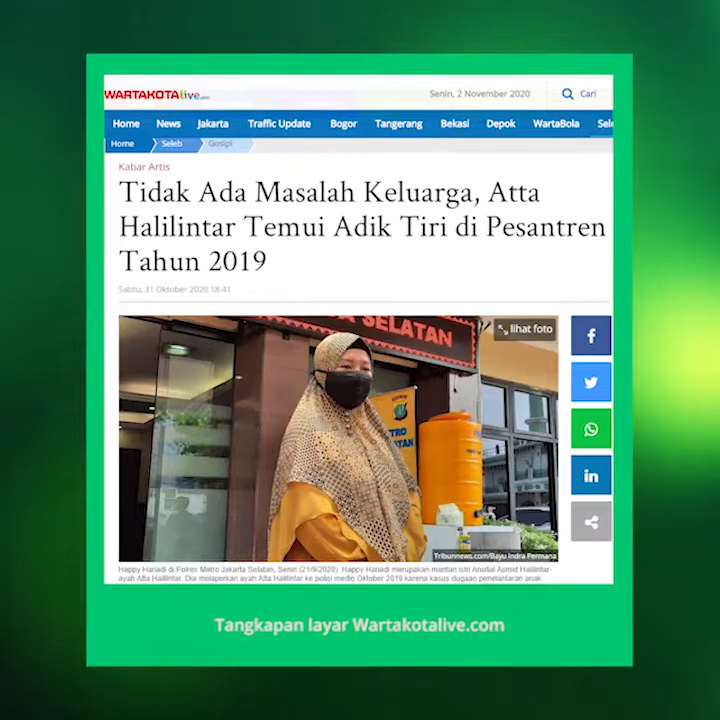 WARTAKOTAlive.com
Senin, 2 November 2020
Cari
Home News Jakarta Traffic Update Bogor Tangerang Bekasi Depok WartaBola Sele
Home Seleb Gosip
Kabar Artis
Tidak Ada Masalah Keluarga, Atta
Halilintar Temui Adik Tiri di Pesantren
Tahun 2019
Sabtu, 31 Oktober 2020 18:41
SELATAN
lihat foto
METRO
SELATAN
Tribunnews.com/Bayu Indra Permana
Happy Hariadi di Polres Metro Jakarta Selatan, Senin (21/9/2020). Happy Hariadi merupakan mantan istri Anofial Asmid Halilintar-
ayah Atta Halilintar. Dia melaporkan ayah Atta Halilintar ke polisi medio Oktober 2019 karena kasus dugaan penelantaran anak.
Tangkapan layar Wartakotalive.com